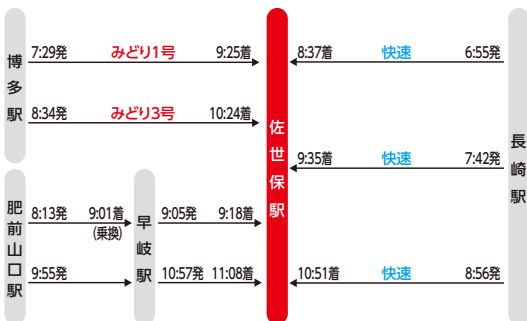 博多駅
7:29発 みどり1号 9:25着
8:34発 みどり3号 10:24着
肥前山口駅
8:13発 9:01着
(乗換)
9:55発
早岐駅
9:05発 9:18着
10:57発 11:08着
佐世保駅
8:37着 快速 6:55発
9:35着 快速 7:42発
10:51着 快速 8:56発
長崎駅